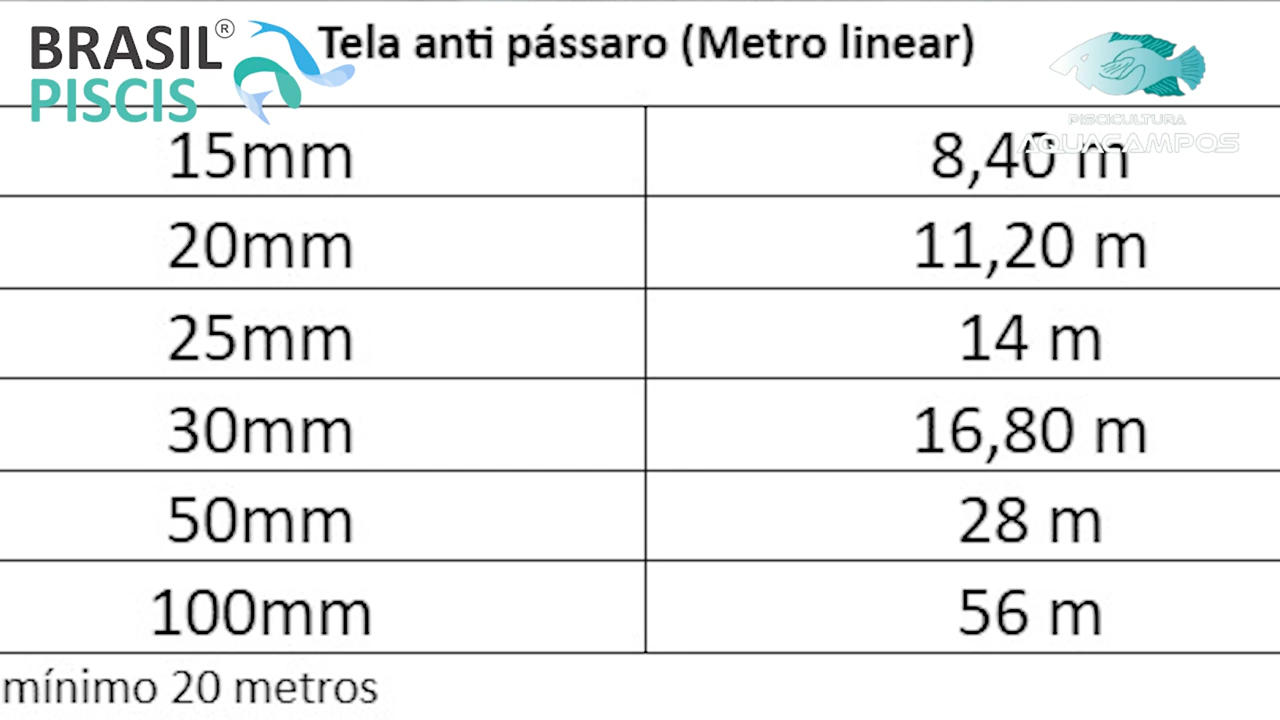 BRASIL®
PISCIS
Tela anti pássaro (Metro linear)
PISCICULTURA
AQUACAMPOS
15mm 8,40 m
20mm 11,20 m
25mm 14 m
30mm 16,80 m
50mm 28 m
100mm 56 m
mínimo 20 metros